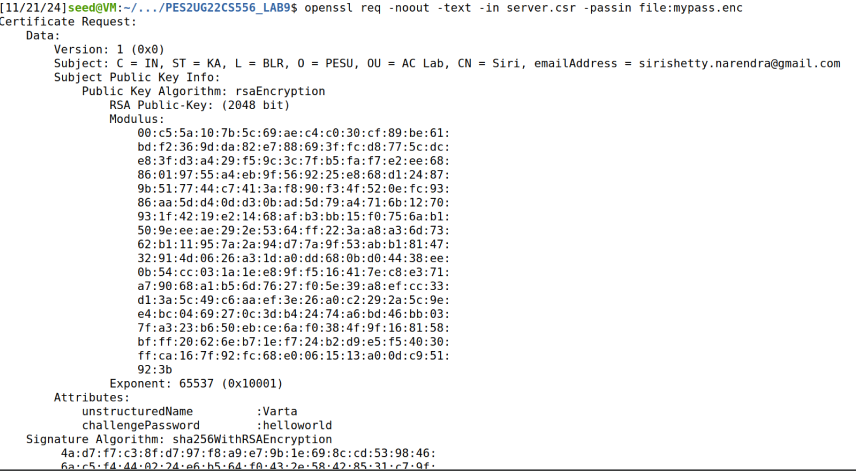 [11/21/24]seed@VM:~/.../PES2UG22CS556_LAB9$ openssl req -noout -text -in server.csr -passin file:mypass.enc
Certificate Request:
    Data:
        Version: 1 (0x0)
        Subject: C = IN, ST = KA, L = BLR, O = PESU, OU = AC Lab, CN = Siri, emailAddress = sirishetty.narendra@gmail.com
        Subject Public Key Info:
            Public Key Algorithm: rsaEncryption
                RSA Public-Key: (2048 bit)
                Modulus:
                    00:c5:5a:10:7b:5c:69:ae:c4:c0:30:cf:89:be:61:
                    bd:f2:36:9d:da:82:e7:88:69:3f:fc:d8:77:5c:dc:
                    e8:3f:d3:a4:29:f5:9c:3c:7f:b5:fa:f7:e2:ee:68:
                    86:01:97:55:a4:eb:9f:56:92:25:e8:68:d1:24:87:
                    9b:51:77:44:c7:41:3a:f8:90:f3:4f:52:0e:fc:93:
                    86:aa:5d:d4:0d:d3:0b:ad:5d:79:a4:71:6b:12:70:
                    93:1f:42:19:e2:14:68:af:b3:bb:15:f0:75:6a:b1:
                    50:9e:ee:ae:29:2e:53:64:ff:22:3a:a8:a3:6d:73:
                    62:b1:11:95:7a:2a:94:d7:7a:9f:53:ab:b1:81:47:
                    32:91:4d:06:26:a3:1d:a0:dd:68:0b:d0:44:38:ee:
                    0b:54:cc:03:1a:1e:e8:9f:f5:16:41:7e:c8:e3:71:
                    a7:90:68:a1:b5:6d:76:27:f0:5e:39:a8:ef:cc:33:
                    d1:3a:5c:49:c6:aa:ef:3e:26:a0:c2:29:2a:5c:9e:
                    e4:bc:04:69:27:0c:3d:b4:24:74:a6:bd:46:bb:03:
                    7f:a3:23:b6:50:eb:ce:6a:f0:38:4f:9f:16:81:58:
                    bf:ff:20:62:6e:b7:1e:f7:24:b2:d9:e5:f5:40:30:
                    ff:ca:16:7f:92:fc:68:e0:06:15:13:a0:0d:c9:51:
                    92:3b
                Exponent: 65537 (0x10001)
        Attributes:
            unstructuredName         :Varta
            challengePassword        :helloworld
    Signature Algorithm: sha256WithRSAEncryption
         4a:d7:f7:c3:8f:d7:97:f8:a9:e7:9b:1e:69:8c:cd:53:98:46:
         6a:c5:f4:44:02:24:e6:b5:64:f0:43:2e:58:42:85:31:c7:9f: